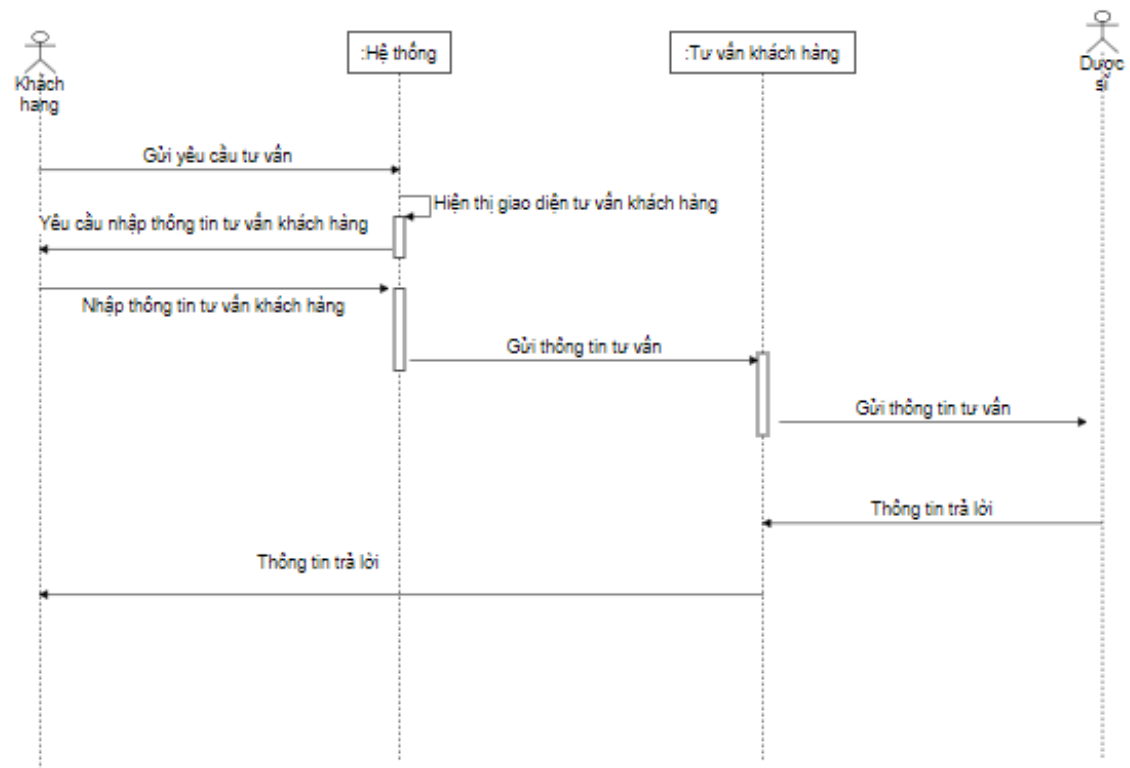 Khách
hang
:Hệ thống
:Tư vấn khách hàng
Dược
sĩ
Gửi yêu cầu tư vấn
Hiện thị giao diện tư vấn khách hàng
Yêu cầu nhập thông tin tư vấn khách hàng
Nhập thông tin tư vấn khách hàng
Gửi thông tin tư vấn
Gửi thông tin tư vấn
Thông tin trả lời
Thông tin trả lời